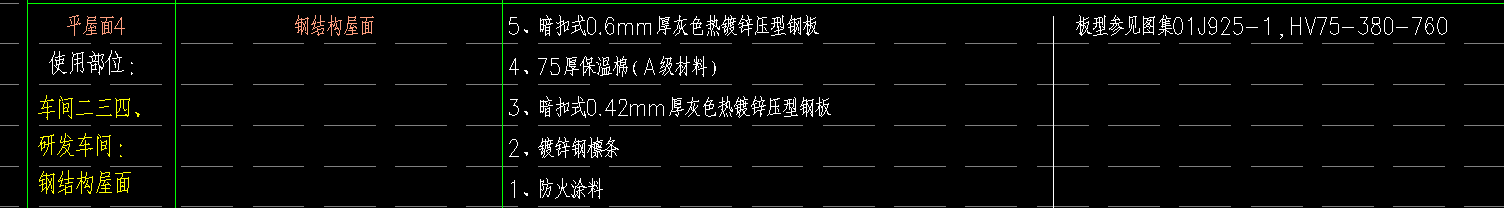 平屋面4 钢结构屋面 5、暗扣式0.6mm厚灰色热镀锌压型钢板 板型参见图集01J925-1,HV75-380-760
使用部位: 4、75厚保温棉(A级材料)
车间二三四、 3、暗扣式0.42mm厚灰色热镀锌压型钢板
研发车间: 2、镀锌钢檩条
钢结构屋面 1、防火涂料